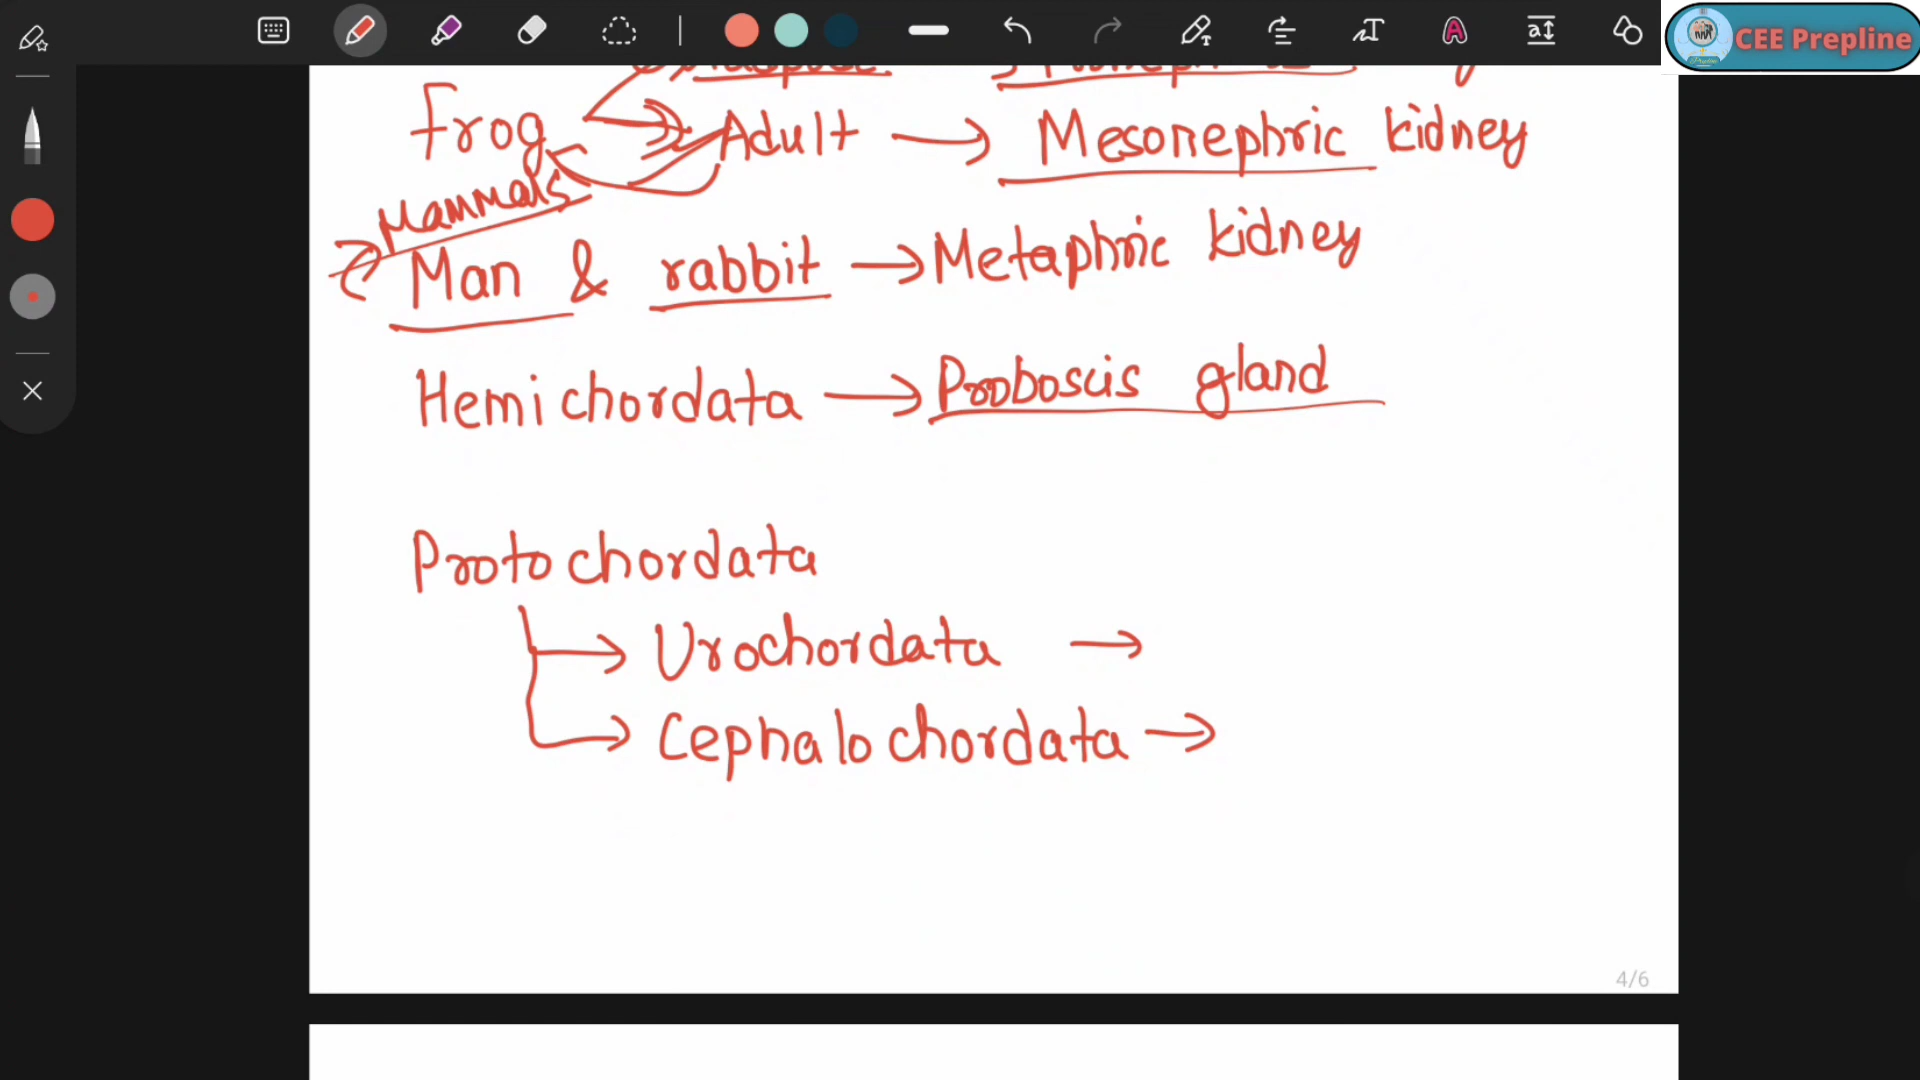 CEE Prepline
Frog Adult → Mesonephric kidney
Mammals
Man & rabbit → Metaphric kidney
Hemichordata → Proboscis gland
Protochordata
→ Urochordata →
→ Cephalochordata →
4/6